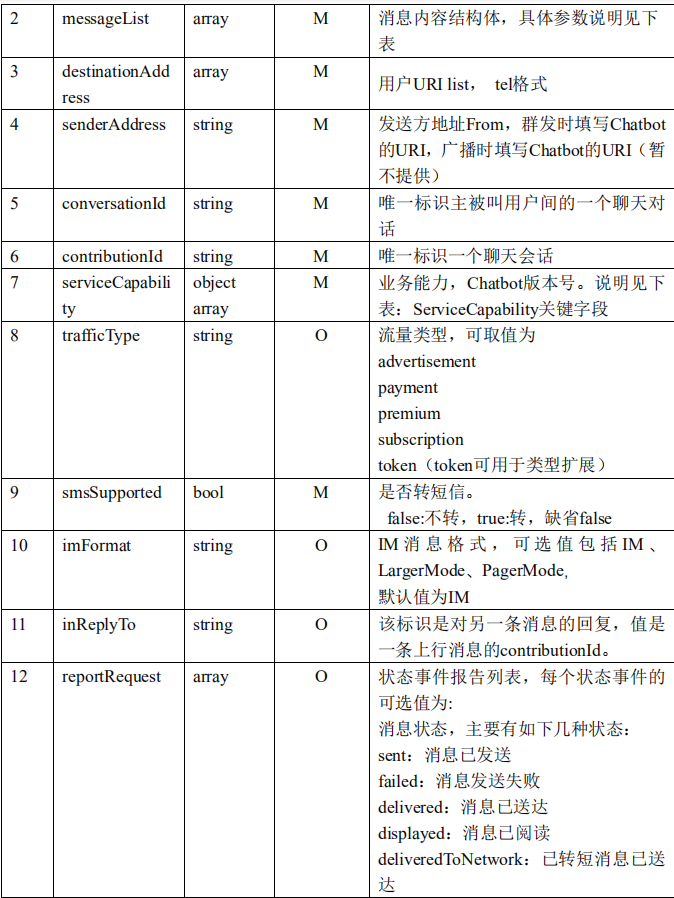 2 messageList array M 消息内容结构体，具体参数说明见下
表
3 destinationAdd array M 用户URI list， tel格式
ress
4 senderAddress string M 发送方地址From，群发时填写Chatbot
的URI，广播时填写Chatbot的URI（暂
不提供）
5 conversationId string M 唯一标识主被叫用户间的一个聊天对
话
6 contributionId string M 唯一标识一个聊天会话
7 serviceCapabili object M 业务能力，Chatbot版本号。说明见下
ty array 表：ServiceCapability关键字段
8 trafficType string O 流量类型，可取值为
advertisement
payment
premium
subscription
token（token可用于类型扩展）
9 smsSupported bool M 是否转短信。
false:不转，true:转，缺省false
10 imFormat string O IM消息格式，可选值包括IM、
LargerMode、PagerMode,
默认值为IM
11 inReplyTo string O 该标识是对另一条消息的回复，值是
一条上行消息的contributionId。
12 reportRequest array O 状态事件报告列表，每个状态事件的
可选值为:
消息状态，主要有如下几种状态：
sent：消息已发送
failed：消息发送失败
delivered：消息已送达
displayed：消息已阅读
deliveredToNetwork：已转短消息已送
达